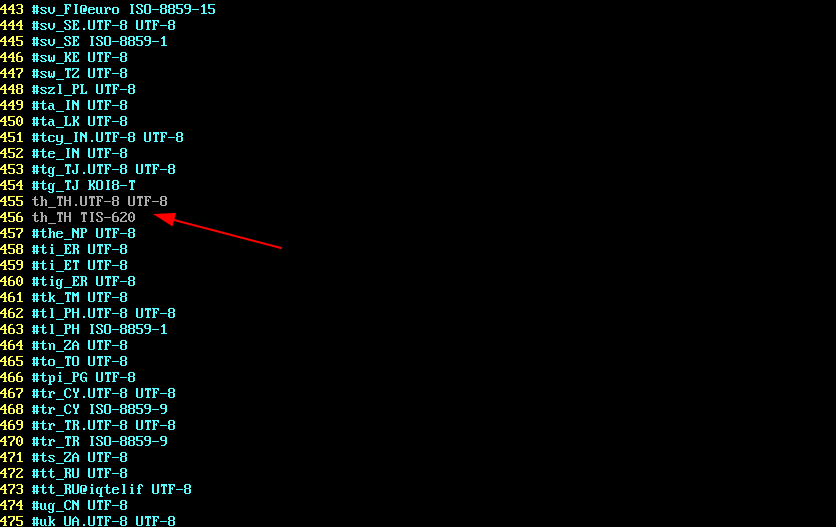 443 #sv_FI@euro ISO-8859-15
444 #sv_SE.UTF-8 UTF-8
445 #sv_SE ISO-8859-1
446 #sw_KE UTF-8
447 #sw_TZ UTF-8
448 #szl_PL UTF-8
449 #ta_IN UTF-8
450 #ta_LK UTF-8
451 #tcy_IN.UTF-8 UTF-8
452 #te_IN UTF-8
453 #tg_TJ.UTF-8 UTF-8
454 #tg_TJ KOI8-T
455 th_TH.UTF-8 UTF-8
456 th_TH TIS-620
457 #the_NP UTF-8
458 #ti_ER UTF-8
459 #ti_ET UTF-8
460 #tig_ER UTF-8
461 #tk_TM UTF-8
462 #tl_PH.UTF-8 UTF-8
463 #tl_PH ISO-8859-1
464 #tn_ZA UTF-8
465 #to_TO UTF-8
466 #tpi_PG UTF-8
467 #tr_CY.UTF-8 UTF-8
468 #tr_CY ISO-8859-9
469 #tr_TR.UTF-8 UTF-8
470 #tr_TR ISO-8859-9
471 #ts_ZA UTF-8
472 #tt_RU UTF-8
473 #tt_RU@iqtelif UTF-8
474 #ug_CN UTF-8
475 #uk_UA.UTF-8 UTF-8